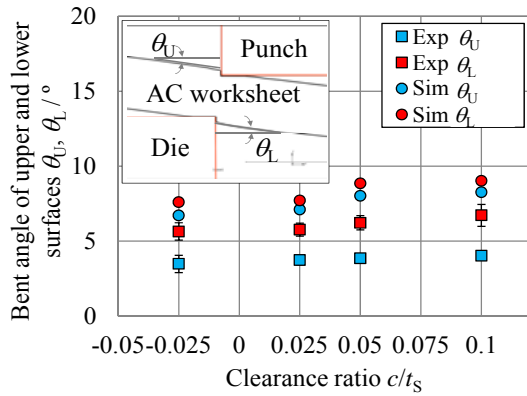 Bent angle of upper and lower
surfaces θU, θL / °
20
15
10
5
0
-0.05
-0.025
0
0.025
0.05
0.075
0.1
Clearance ratio c/tS
θU
Punch
AC worksheet
Die
θL
Exp θU
Exp θL
Sim θU
Sim θL